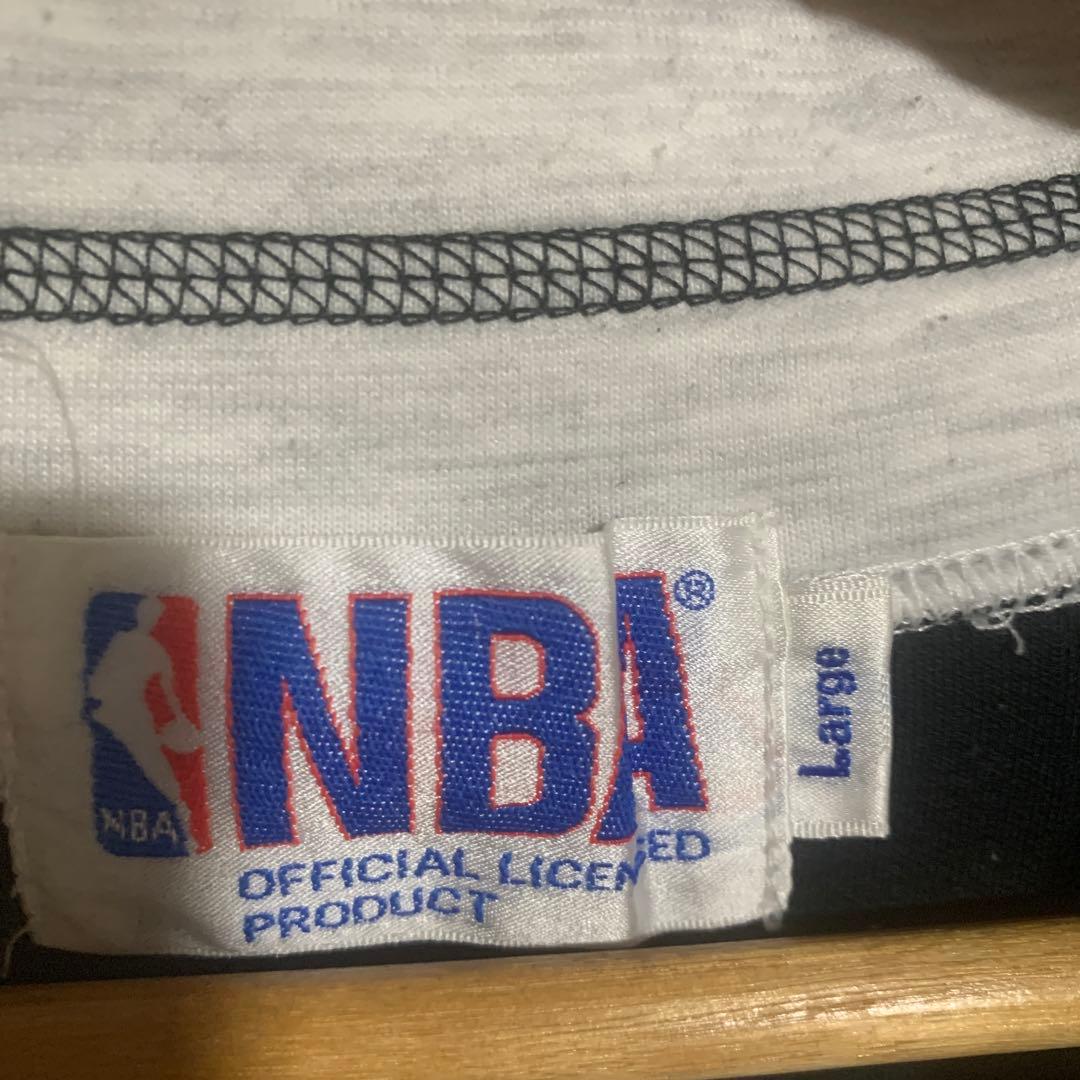 NBA®
NBA
OFFICIAL LICENSED
PRODUCT
Large